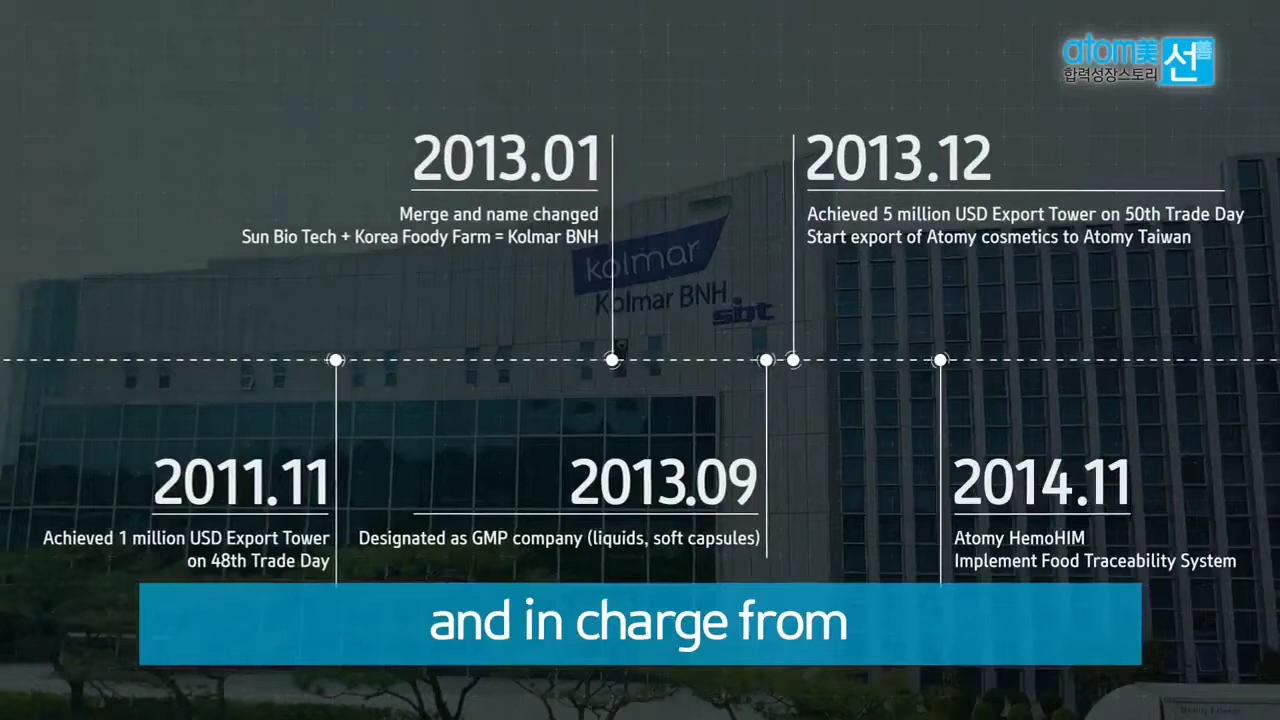 atom美
합력성장스토리
선善
2013.01
Merge and name changed
Sun Bio Tech + Korea Foody Farm = Kolmar BNH
2013.12
Achieved 5 million USD Export Tower on 50th Trade Day
Start export of Atomy cosmetics to Atomy Taiwan
kolmar
Kolmar BNH
sbt
2011.11
Achieved 1 million USD Export Tower
on 48th Trade Day
2013.09
Designated as GMP company (liquids, soft capsules)
2014.11
Atomy HemoHIM
Implement Food Traceability System
and in charge from